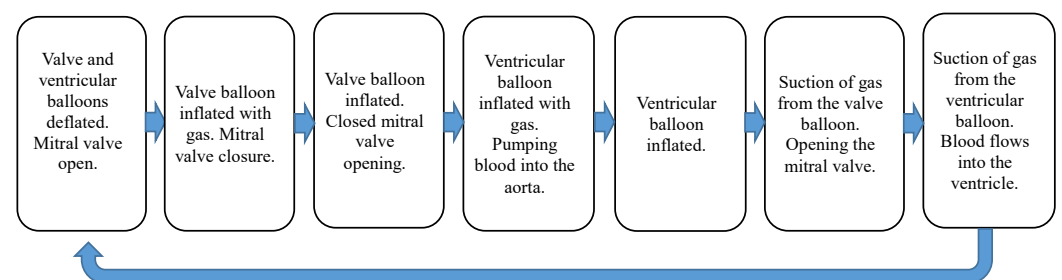 Valve and
ventricular
balloons
deflated.
Mitral valve
open.
Valve balloon
inflated with
gas. Mitral
valve closure.
Valve balloon
inflated.
Closed mitral
valve
opening.
Ventricular
balloon
inflated with
gas.
Pumping
blood into the
aorta.
Ventricular
balloon
inflated.
Suction of gas
from the valve
balloon.
Opening the
mitral valve.
Suction of gas
from the
ventricular
balloon.
Blood flows
into the
ventricle.